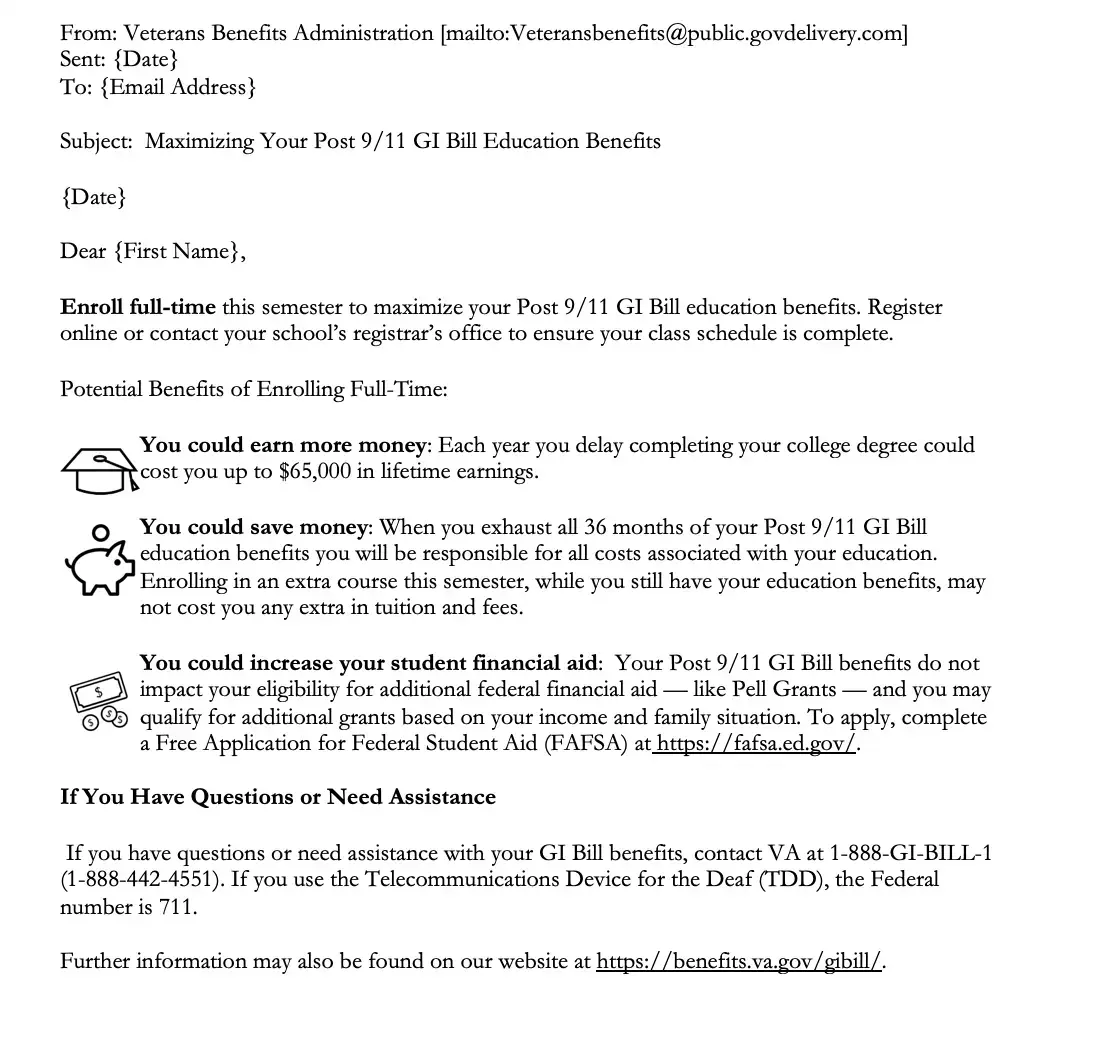 From: Veterans Benefits Administration [mailto:Veteransbenefits@public.govdelivery.com]
Sent: {Date}
To: {Email Address}
Subject:  Maximizing Your Post 9/11 GI Bill Education Benefits
{Date}
Dear {First Name},
Enroll full-time this semester to maximize your Post 9/11 GI Bill education benefits. Register
online or contact your school’s registrar’s office to ensure your class schedule is complete.
Potential Benefits of Enrolling Full-Time:
You could earn more money: Each year you delay completing your college degree could
cost you up to $65,000 in lifetime earnings.
You could save money: When you exhaust all 36 months of your Post 9/11 GI Bill
education benefits you will be responsible for all costs associated with your education.
Enrolling in an extra course this semester, while you still have your education benefits, may
not cost you any extra in tuition and fees.
You could increase your student financial aid:  Your Post 9/11 GI Bill benefits do not
impact your eligibility for additional federal financial aid — like Pell Grants — and you may
qualify for additional grants based on your income and family situation. To apply, complete
a Free Application for Federal Student Aid (FAFSA) at https://fafsa.ed.gov/.
If You Have Questions or Need Assistance
If you have questions or need assistance with your GI Bill benefits, contact VA at 1-888-GI-BILL-1
(1-888-442-4551). If you use the Telecommunications Device for the Deaf (TDD), the Federal
number is 711.
Further information may also be found on our website at https://benefits.va.gov/gibill/.